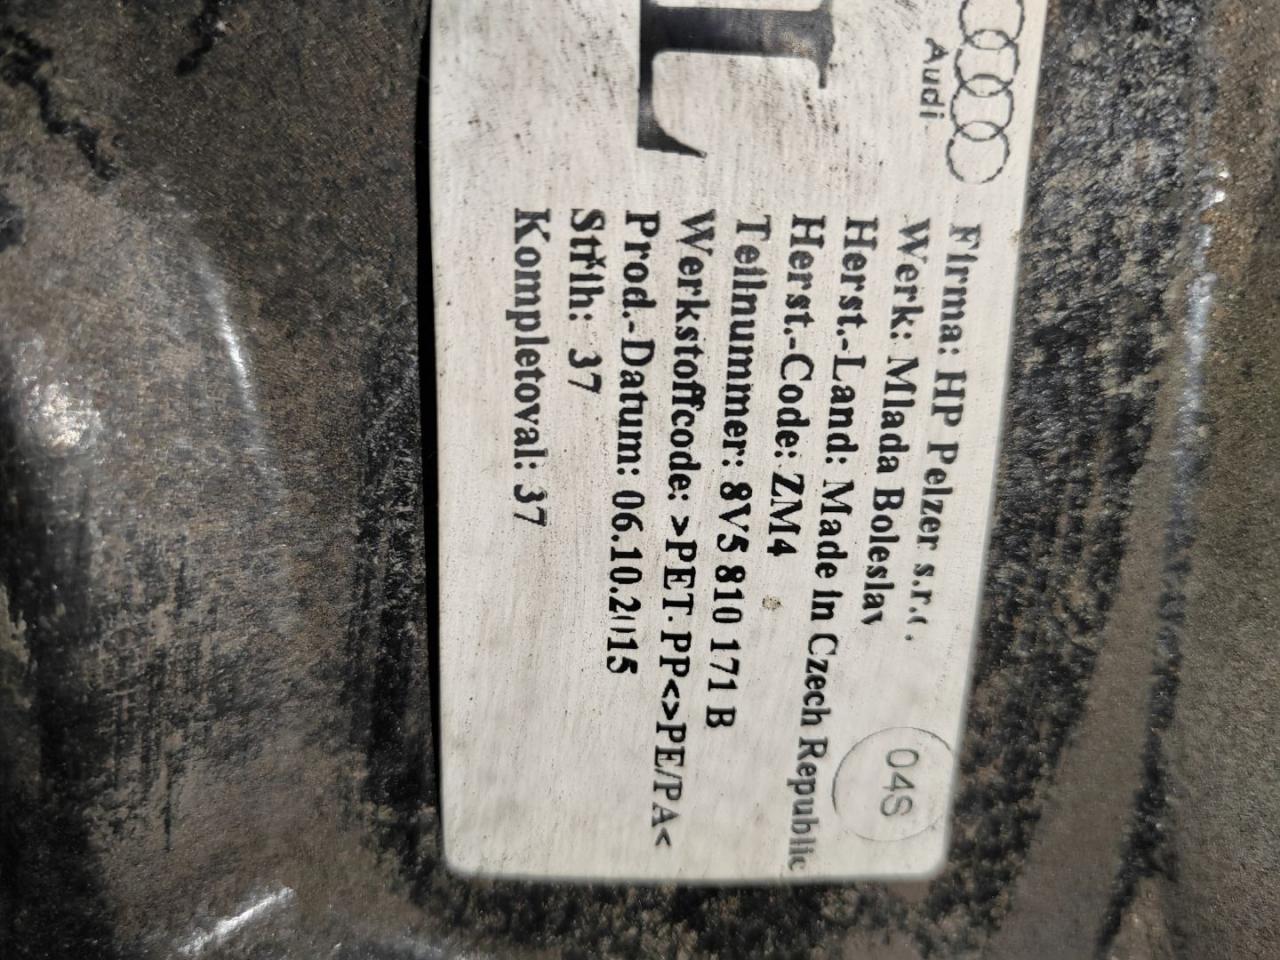 L
Audi
Firma: HP Pelzer s.r.o.
Werk: Mlada Boleslav
Herst.-Land: Made in Czech Republic
Herst.-Code: ZM4
Teilnummer: 8V5 810 171 B
Werkstoffcode: >PET.PP<>PE/PA<
Prod.-Datum: 06.10.2015
Střih: 37
Kompletoval: 37
04S